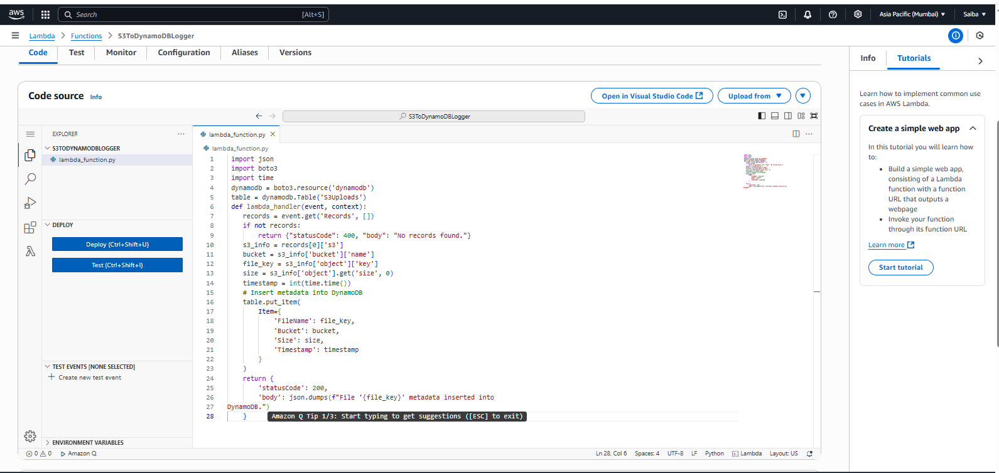 aws
Search [Alt+S]
Asia Pacific (Mumbai) Saiba
Lambda Functions S3ToDynamoDBLogger
Code Test Monitor Configuration Aliases Versions
Info Tutorials
Code source Info
Open in Visual Studio Code Upload from
S3ToDynamoDBLogger
EXPLORER
S3TODYNAMODBLOGGER
lambda_function.py
DEPLOY
Deploy (Ctrl+Shift+U)
Test (Ctrl+Shift+I)
TEST EVENTS [NONE SELECTED]
Create new test event
ENVIRONMENT VARIABLES
lambda_function.py
lambda_function.py
1 import json
2 import boto3
3 import time
4 dynamodb = boto3.resource('dynamodb')
5 table = dynamodb.Table('S3Uploads')
6 def lambda_handler(event, context):
7 records = event.get('Records', [])
8 if not records:
9 return {"statusCode": 400, "body": "No records found."}
10 s3_info = records[0]['s3']
11 bucket = s3_info['bucket']['name']
12 file_key = s3_info['object']['key']
13 size = s3_info['object'].get('size', 0)
14 timestamp = int(time.time())
15 # Insert metadata into DynamoDB
16 table.put_item(
17 Item={
18 'FileName': file_key,
19 'Bucket': bucket,
20 'Size': size,
21 'Timestamp': timestamp
22 }
23 )
24 return {
25 'statusCode': 200,
26 'body': json.dumps(f"File '{file_key}' metadata inserted into
27 DynamoDB.")
28 } Amazon Q Tip 1/3: Start typing to get suggestions ([ESC] to exit)
0 0 Amazon Q
Ln 28, Col 6 Spaces: 4 UTF-8 LF Python Lambda Layout: US
Learn how to implement common use
cases in AWS Lambda.
Create a simple web app
In this tutorial you will learn how
to:
• Build a simple web app,
consisting of a Lambda
function with a function
URL that outputs a
webpage
• Invoke your function
through its function URL
Learn more
Start tutorial